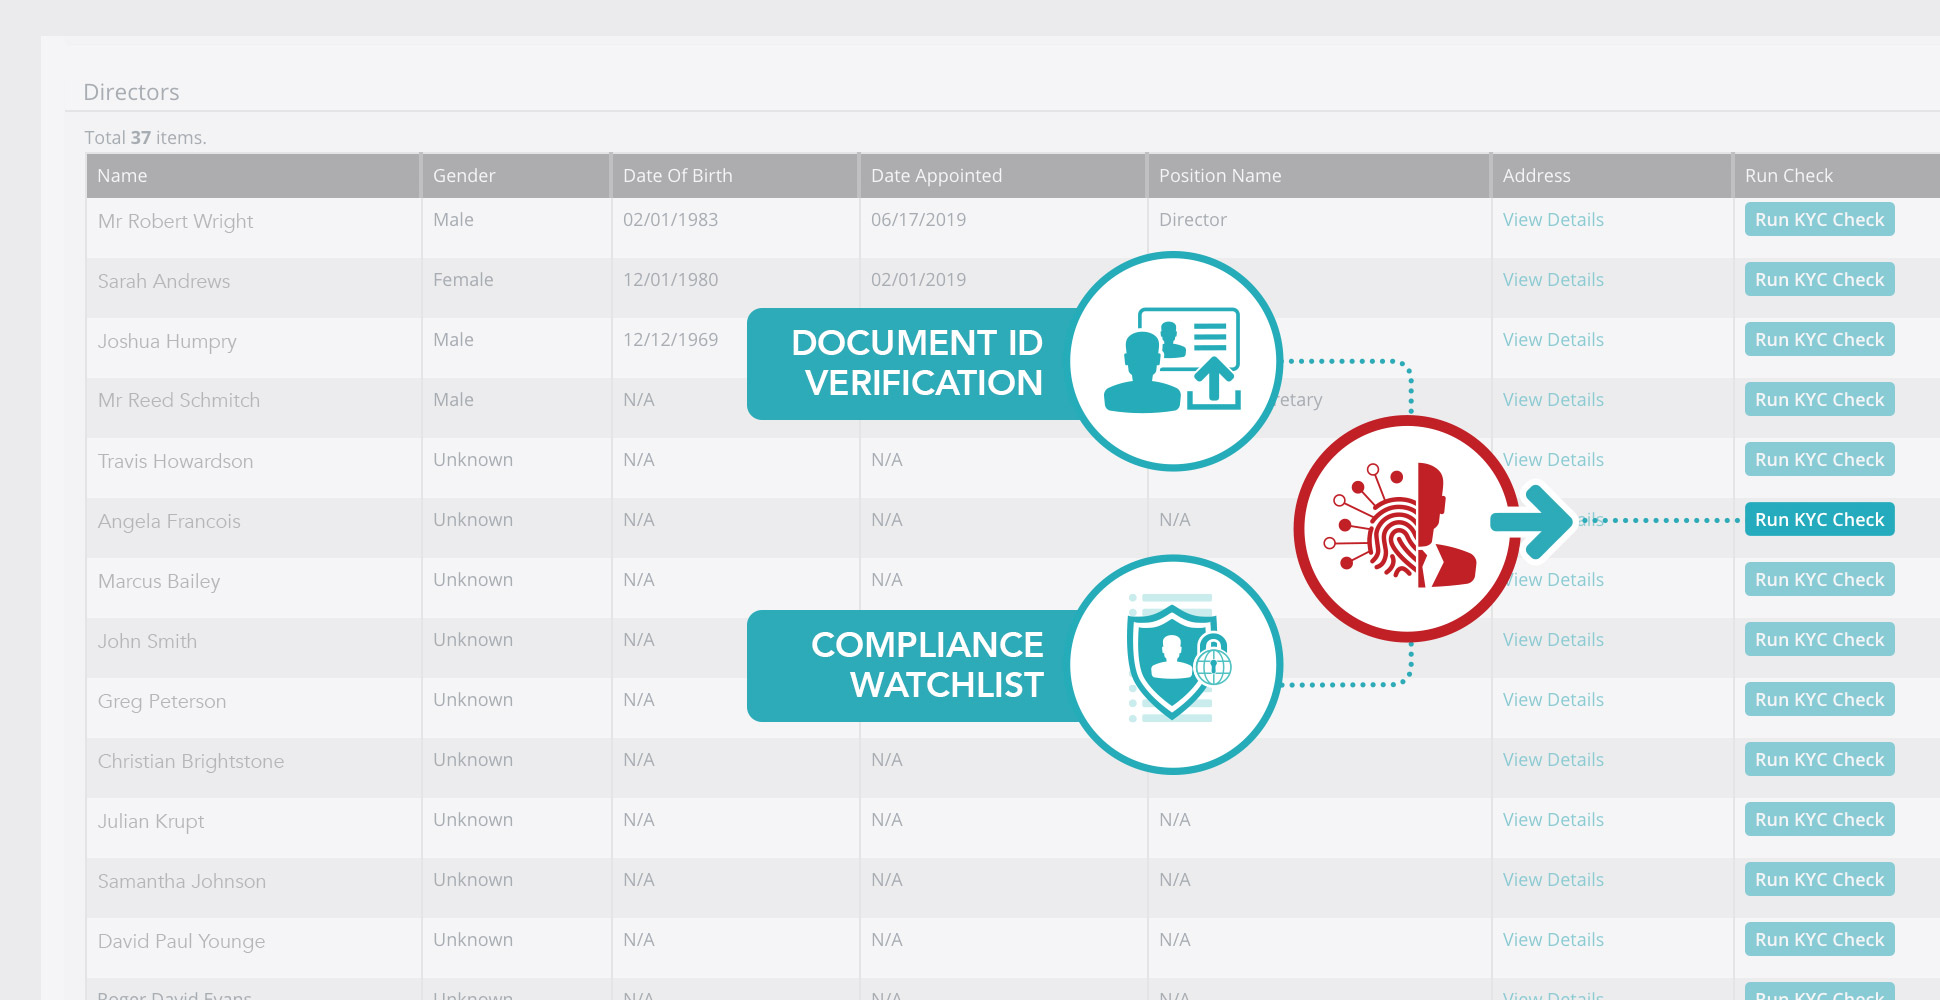 Directors
Total 37 items.
Name Gender Date Of Birth Date Appointed Position Name Address Run Check
Mr Robert Wright Male 02/01/1983 06/17/2019 Director View Details Run KYC Check
Sarah Andrews Female 12/01/1980 02/01/2019 View Details Run KYC Check
Joshua Humpry Male 12/12/1969 View Details Run KYC Check
DOCUMENT ID
VERIFICATION
Mr Reed Schmitch Male N/A retary View Details Run KYC Check
Travis Howardson Unknown N/A N/A View Details Run KYC Check
Angela Francois Unknown N/A N/A N/A ails Run KYC Check
Marcus Bailey Unknown N/A N/A View Details Run KYC Check
John Smith Unknown N/A View Details Run KYC Check
COMPLIANCE
WATCHLIST
Greg Peterson Unknown N/A View Details Run KYC Check
Christian Brightstone Unknown N/A N/A View Details Run KYC Check
Julian Krupt Unknown N/A N/A N/A View Details Run KYC Check
Samantha Johnson Unknown N/A N/A N/A View Details Run KYC Check
David Paul Younge Unknown N/A N/A N/A View Details Run KYC Check
Roger David Evans Unknown N/A N/A N/A View Details Run KYC Check